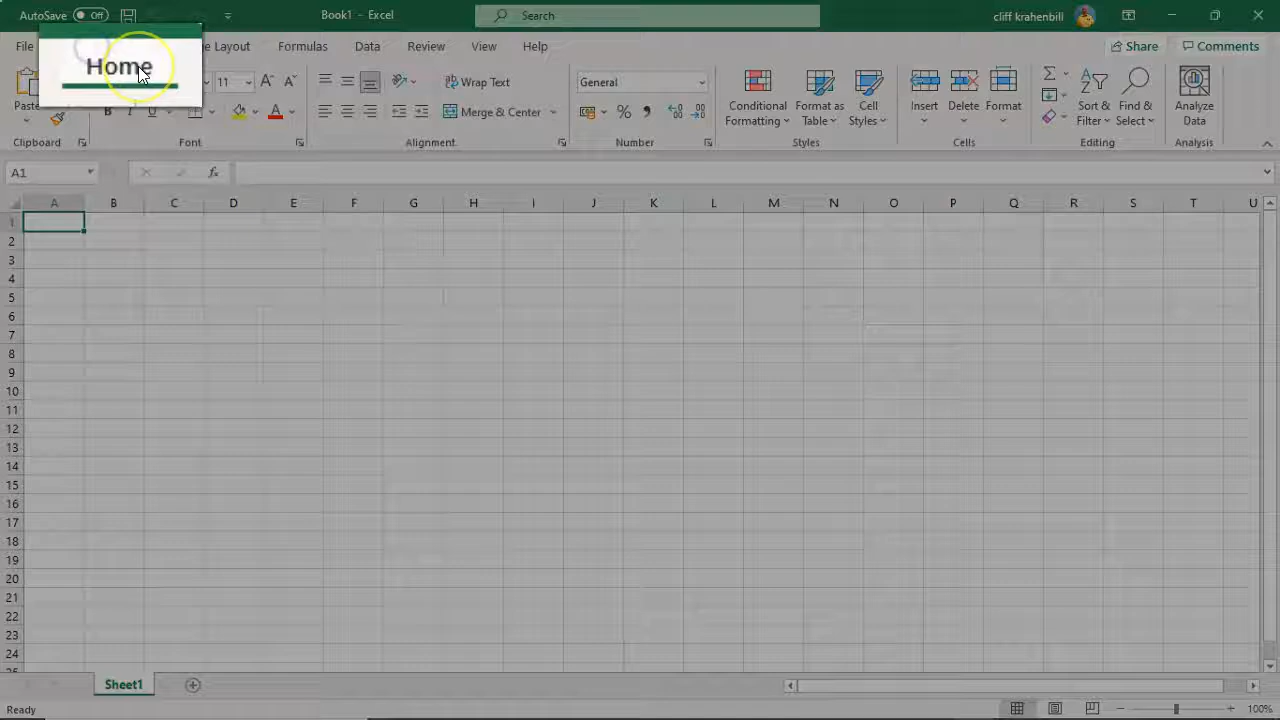 AutoSave Off Book1 – Excel Search cliff krahenbill
File Home e Layout Formulas Data Review View Help Share Comments
11 A A Wrap Text General
Paste B I U Merge & Center % Conditional Formatting Format as Table Cell Styles Insert Delete Format Sort & Filter Find & Select Analyze Data
Clipboard Font Alignment Number Styles Cells Editing Analysis
A1 fx
A B C D E F G H I J K L M N O P Q R S T U
1
2
3
4
5
6
7
8
9
10
11
12
13
14
15
16
17
18
19
20
21
22
23
24
Sheet1
Ready 100%